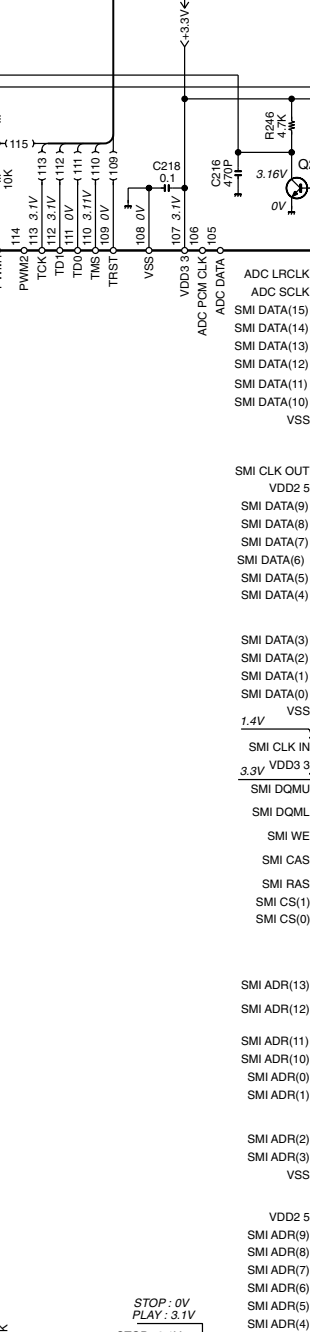 +3.3V
R246
4.7K
115
10K
113
112
111
110
109
C218
0.1
C216
470P
3.16V
0V
114
113 3.1V
112 3.1V
111 0V
110 3.11V
109 0V
108 0V
107 3.1V
106
105
PWM2
TCK
TD1
TD0
TMS
TRST
VSS
VDD3 3
ADC PCM CLK
ADC DATA
ADC LRCLK
ADC SCLK
SMI DATA(15)
SMI DATA(14)
SMI DATA(13)
SMI DATA(12)
SMI DATA(11)
SMI DATA(10)
VSS
SMI CLK OUT
VDD2 5
SMI DATA(9)
SMI DATA(8)
SMI DATA(7)
SMI DATA(6)
SMI DATA(5)
SMI DATA(4)
SMI DATA(3)
SMI DATA(2)
SMI DATA(1)
SMI DATA(0)
VSS
1.4V
SMI CLK IN
3.3V VDD3 3
SMI DQMU
SMI DQML
SMI WE
SMI CAS
SMI RAS
SMI CS(1)
SMI CS(0)
SMI ADR(13)
SMI ADR(12)
SMI ADR(11)
SMI ADR(10)
SMI ADR(0)
SMI ADR(1)
SMI ADR(2)
SMI ADR(3)
VSS
VDD2 5
SMI ADR(9)
SMI ADR(8)
SMI ADR(7)
SMI ADR(6)
SMI ADR(5)
SMI ADR(4)
STOP : 0V
PLAY : 3.1V